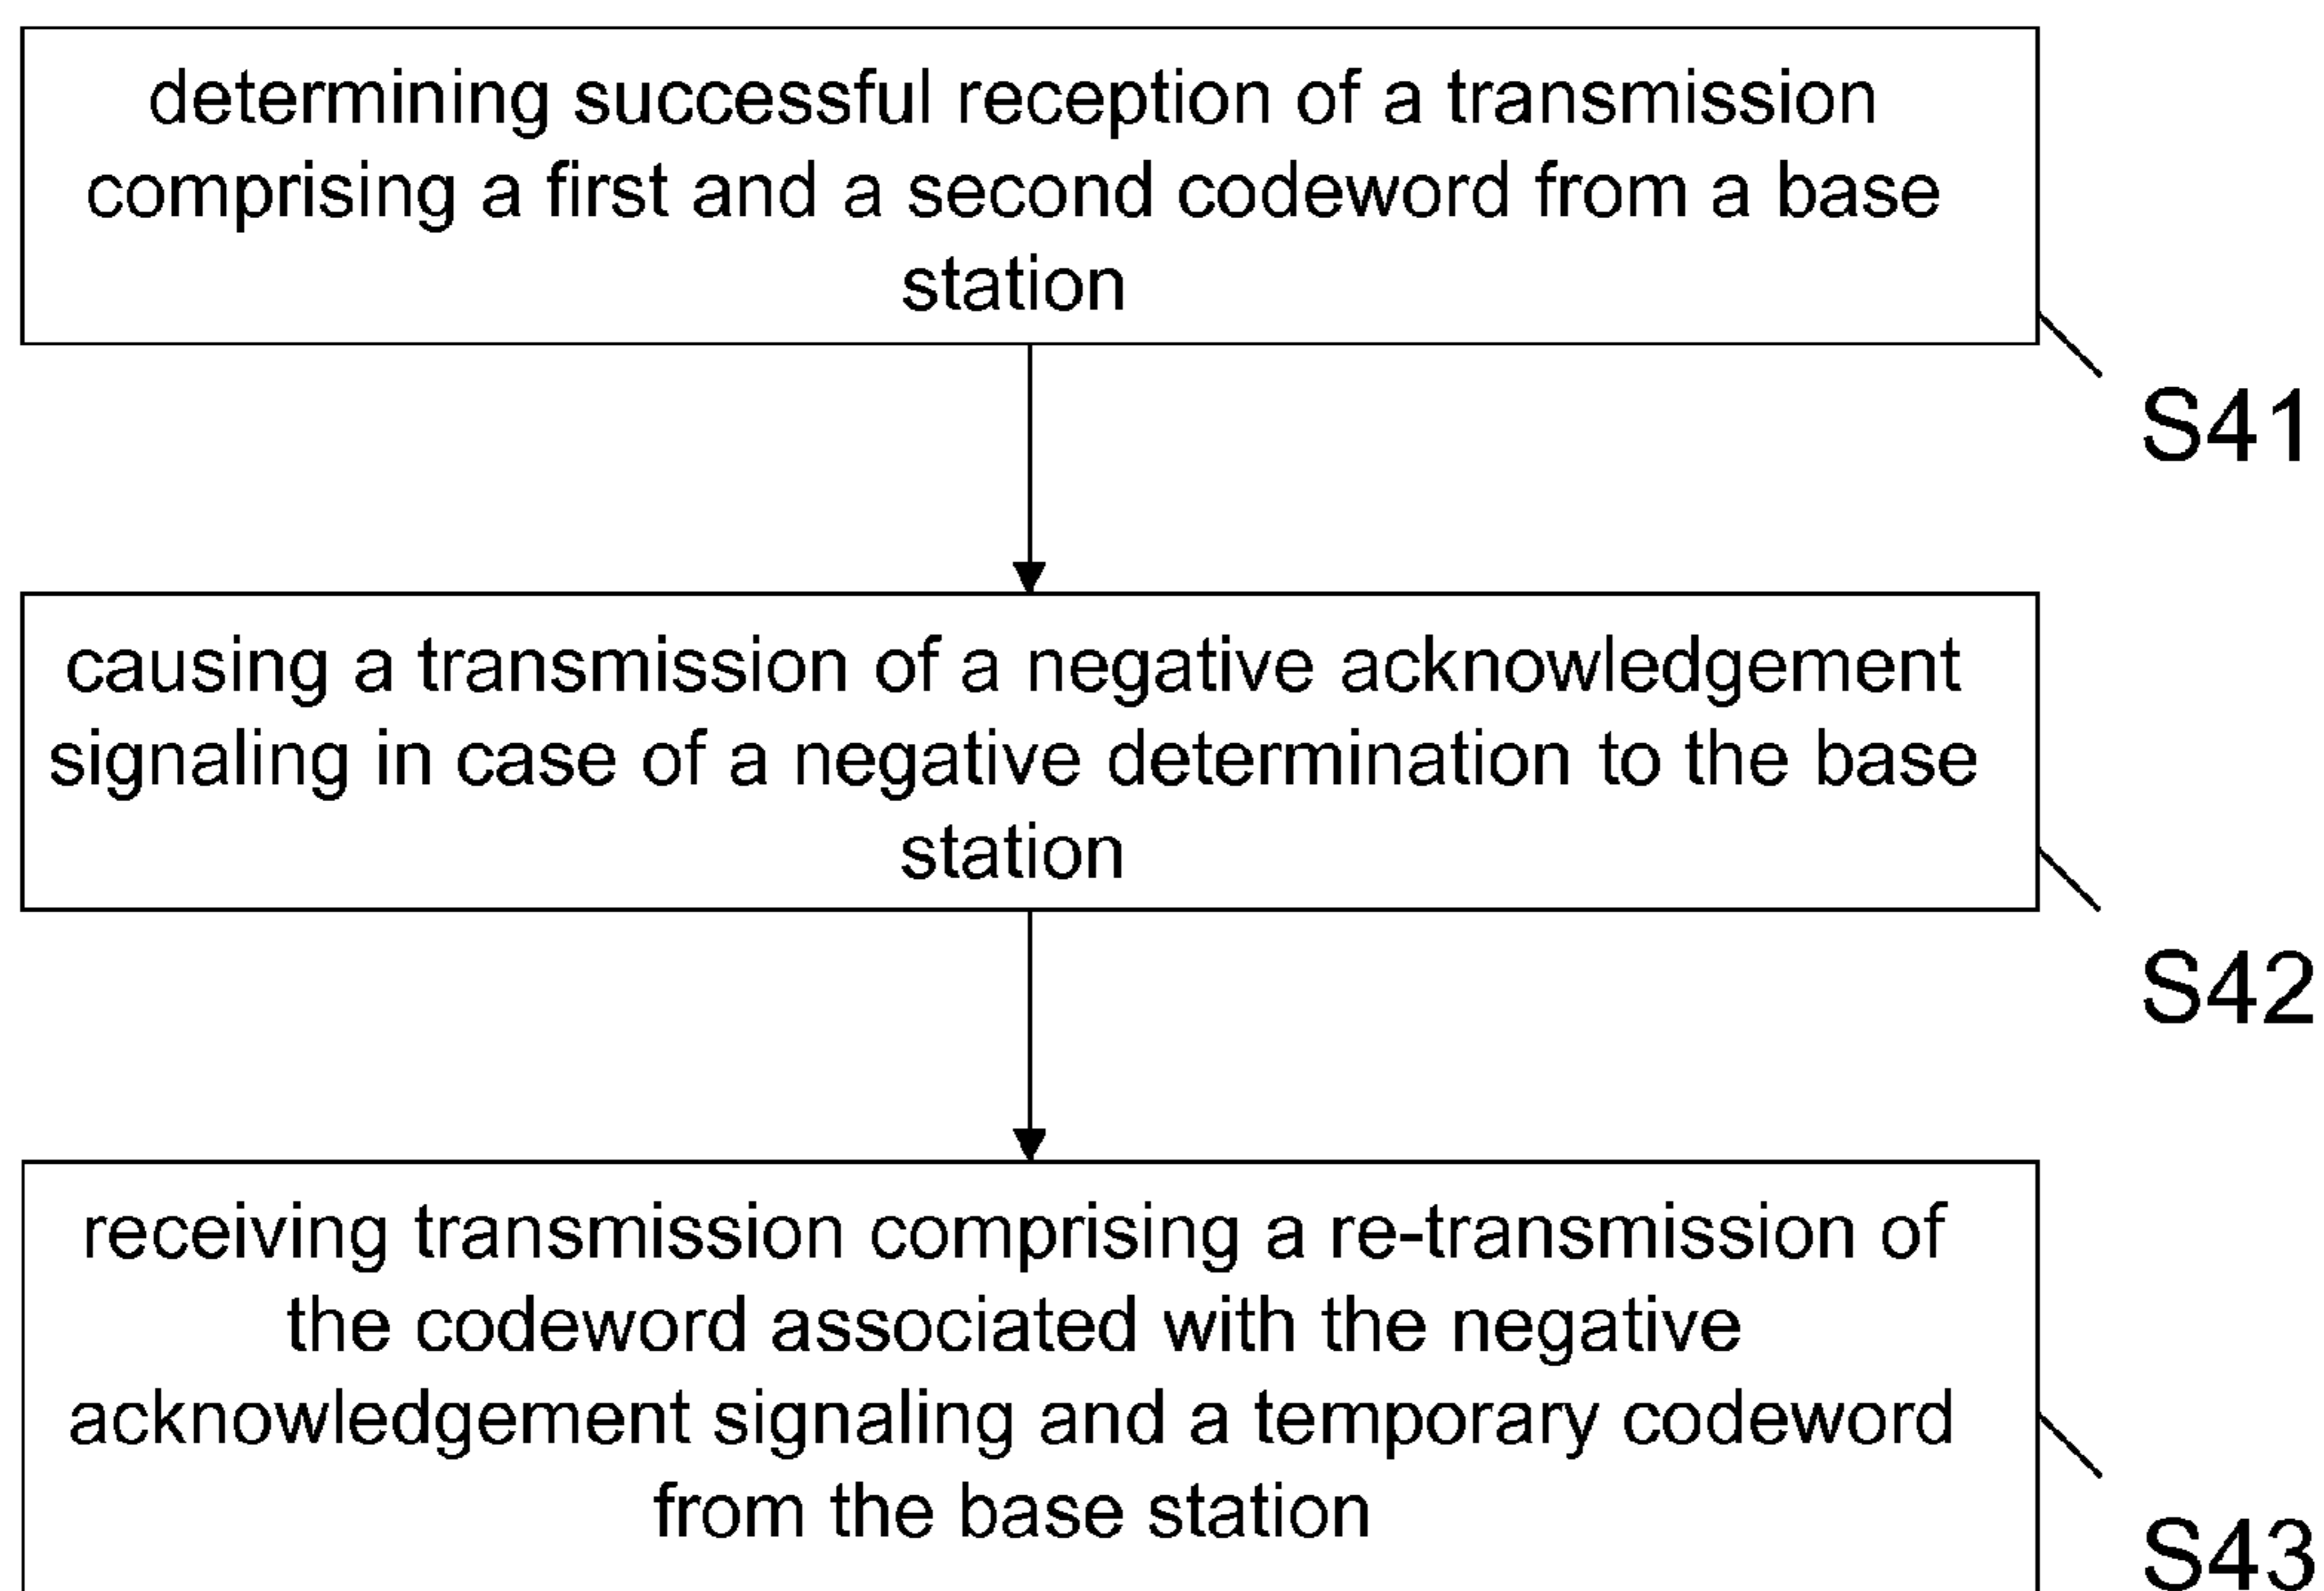 determining successful reception of a transmission
comprising a first and a second codeword from a base
station
S41
causing a transmission of a negative acknowledgement
signaling in case of a negative determination to the base
station
S42
receiving transmission comprising a re-transmission of
the codeword associated with the negative
acknowledgement signaling and a temporary codeword
from the base station
S43